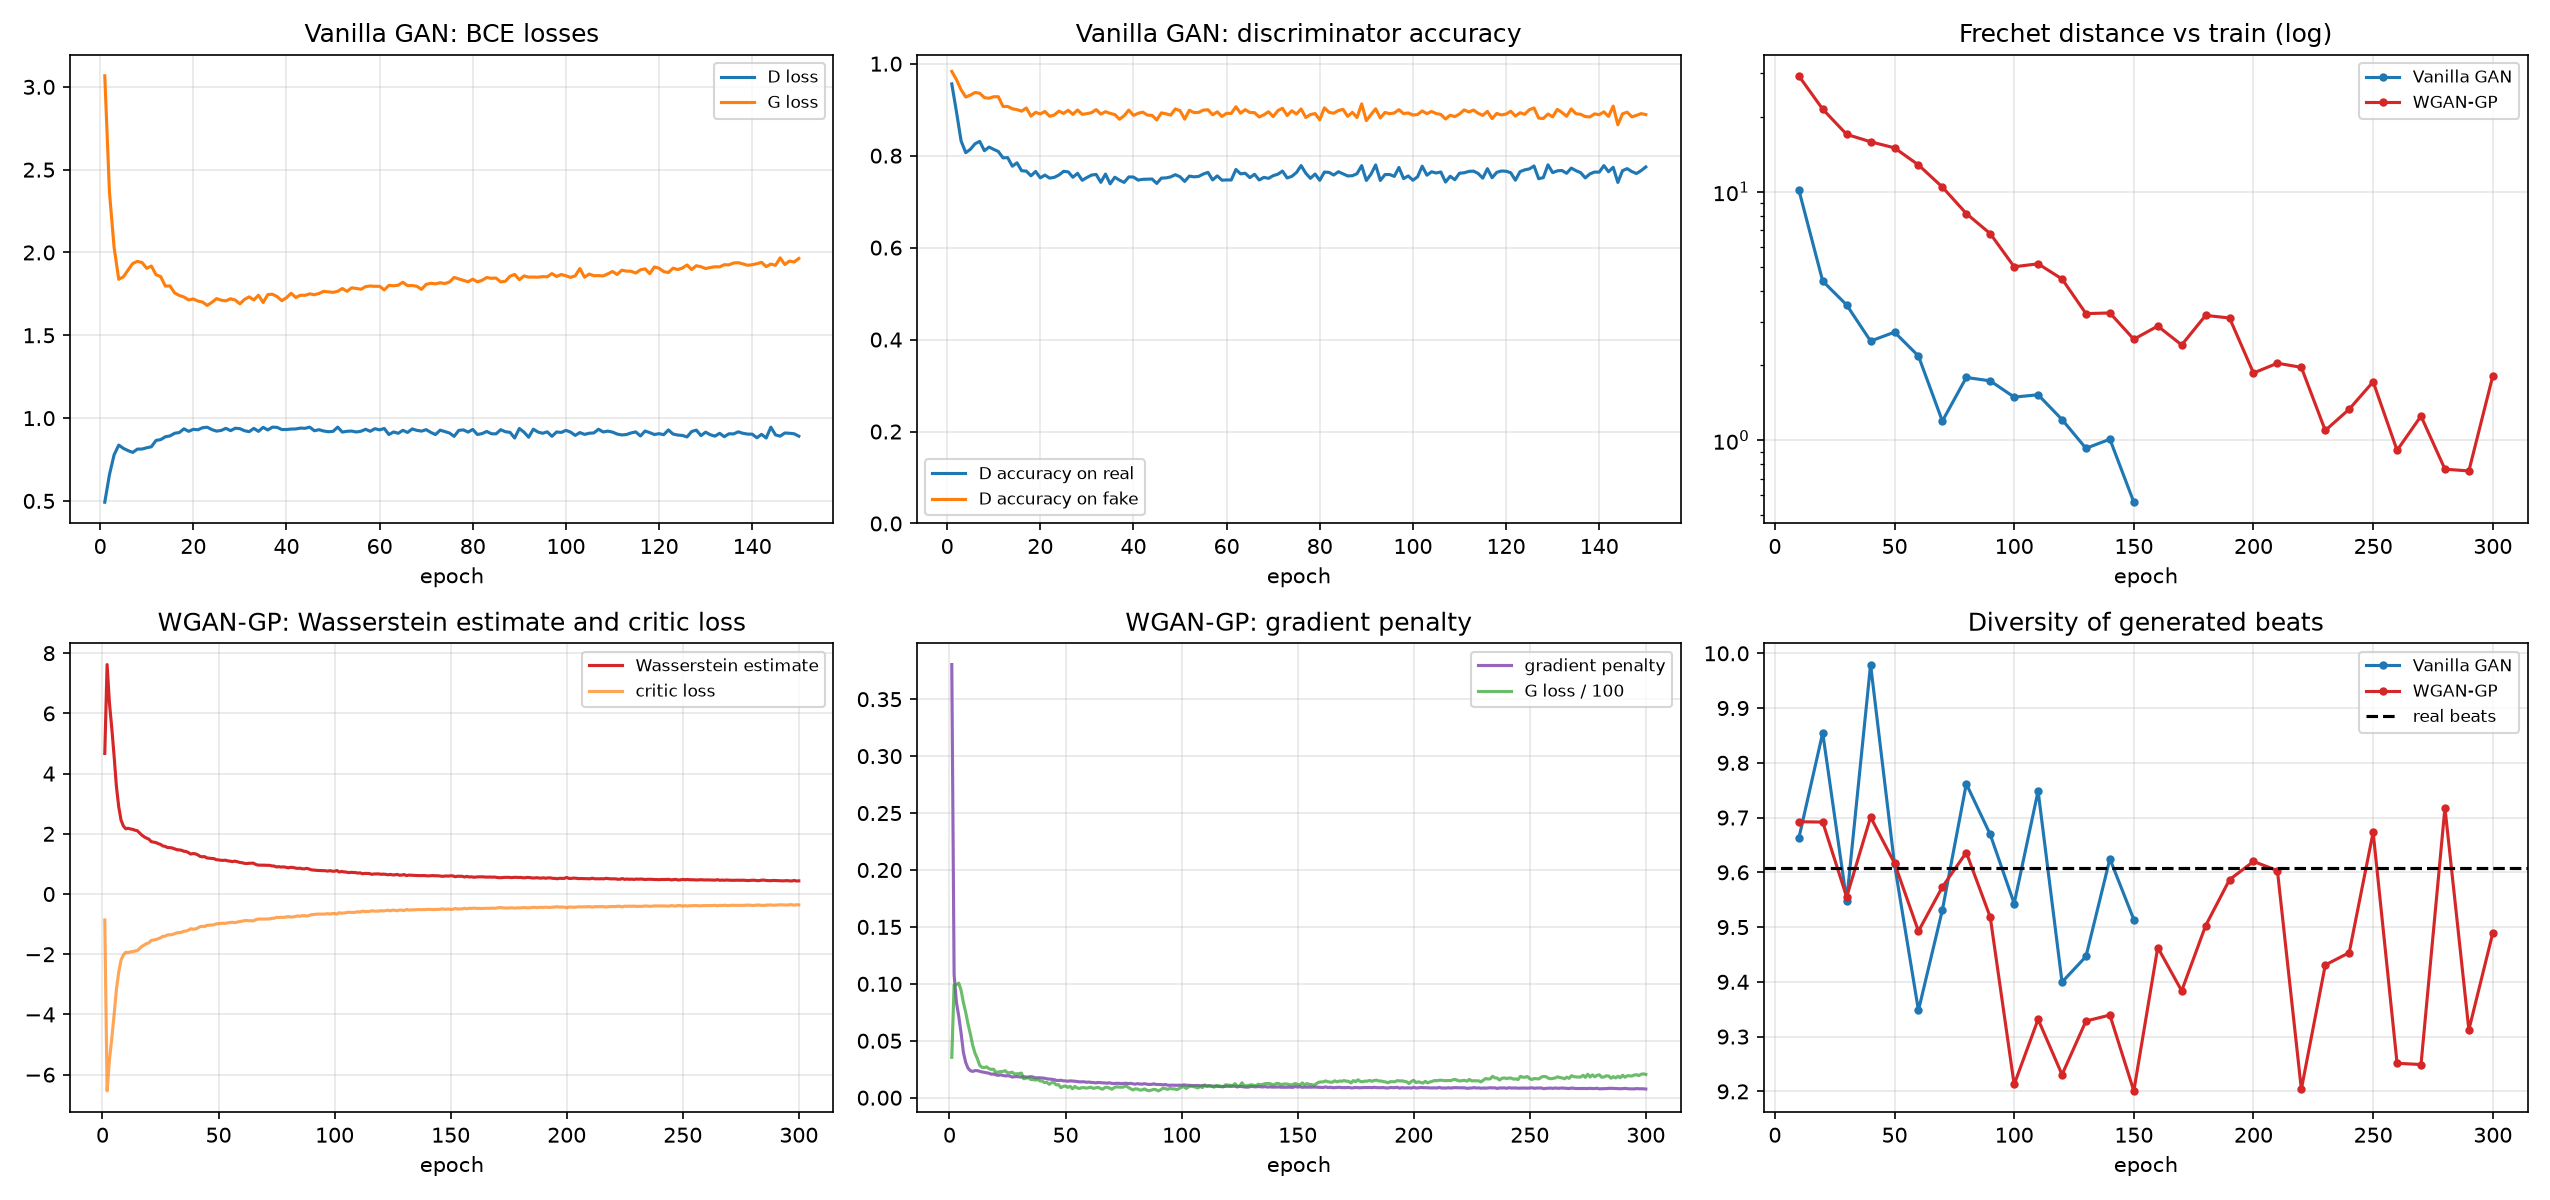 Vanilla GAN: BCE losses
3.0
2.5
2.0
1.5
1.0
0.5
0 20 40 60 80 100 120 140
epoch
D loss
G loss
Vanilla GAN: discriminator accuracy
1.0
0.8
0.6
0.4
0.2
0.0
0 20 40 60 80 100 120 140
epoch
D accuracy on real
D accuracy on fake
Frechet distance vs train (log)
10¹
10⁰
0 50 100 150 200 250 300
epoch
Vanilla GAN
WGAN-GP
WGAN-GP: Wasserstein estimate and critic loss
8
6
4
2
0
−2
−4
−6
0 50 100 150 200 250 300
epoch
Wasserstein estimate
critic loss
WGAN-GP: gradient penalty
0.35
0.30
0.25
0.20
0.15
0.10
0.05
0.00
0 50 100 150 200 250 300
epoch
gradient penalty
G loss / 100
Diversity of generated beats
10.0
9.9
9.8
9.7
9.6
9.5
9.4
9.3
9.2
0 50 100 150 200 250 300
epoch
Vanilla GAN
WGAN-GP
real beats